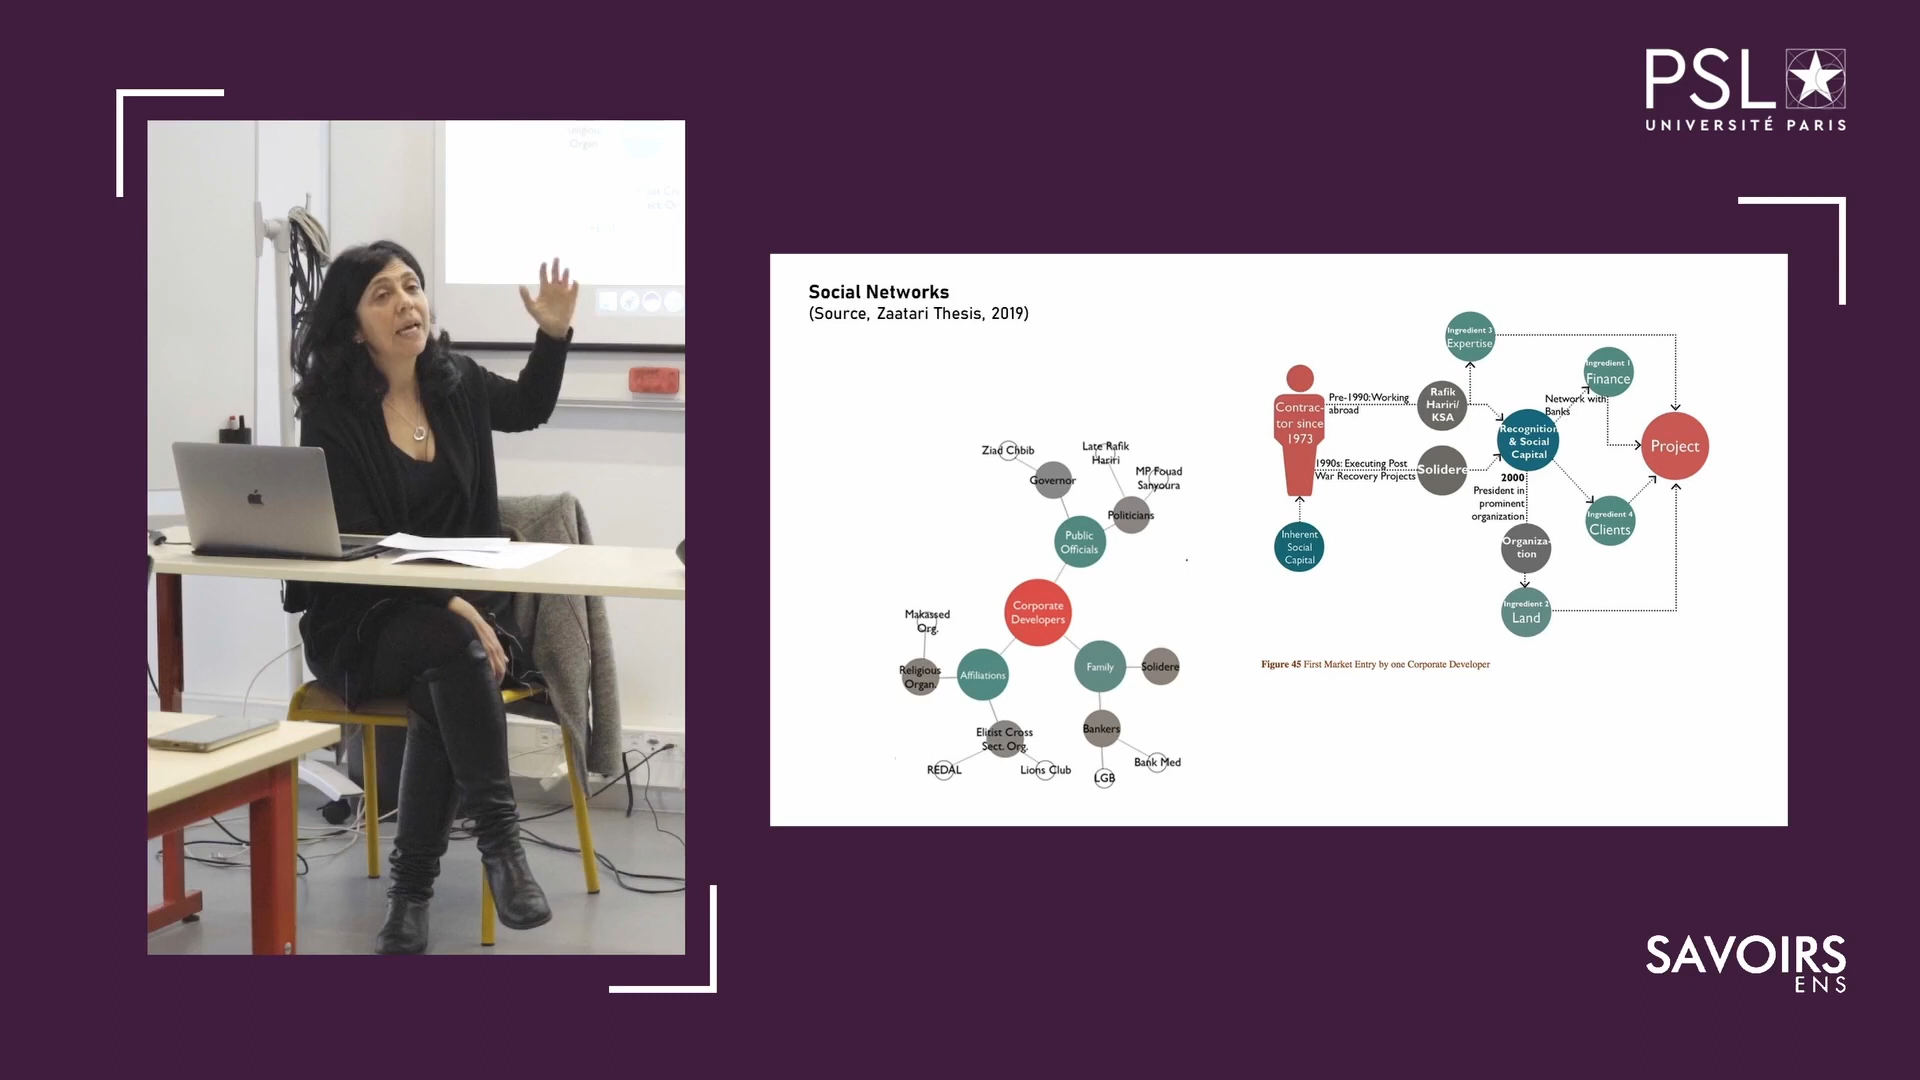 PSL
UNIVERSITÉ PARIS
Social Networks
(Source, Zaatari Thesis, 2019)
Ziad Chbib
Governor
Late Rafik
Hariri
MP Fouad
Sanyoura
Politicians
Public
Officials
Corporate
Developers
Makassed
Org.
Religious
Organ.
Affiliations
Family
Solidere
Elitist Cross
Sect. Org.
REDAL
Lions Club
Bankers
LGB
Bank Med
Contrac-
tor since
1973
Pre-1990:Working
abroad
Rafik
Hariri/
KSA
1990s: Executing Post
War Recovery Projects
Solidere
Inherent
Social
Capital
Ingredient 3
Expertise
Ingredient 1
Finance
Network with
Banks
Recognition
& Social
Capital
Project
2000
President in
prominent
organization
Organiza-
tion
Ingredient 4
Clients
Ingredient 2
Land
Figure 45 First Market Entry by one Corporate Developer
SAVOIRS
ENS